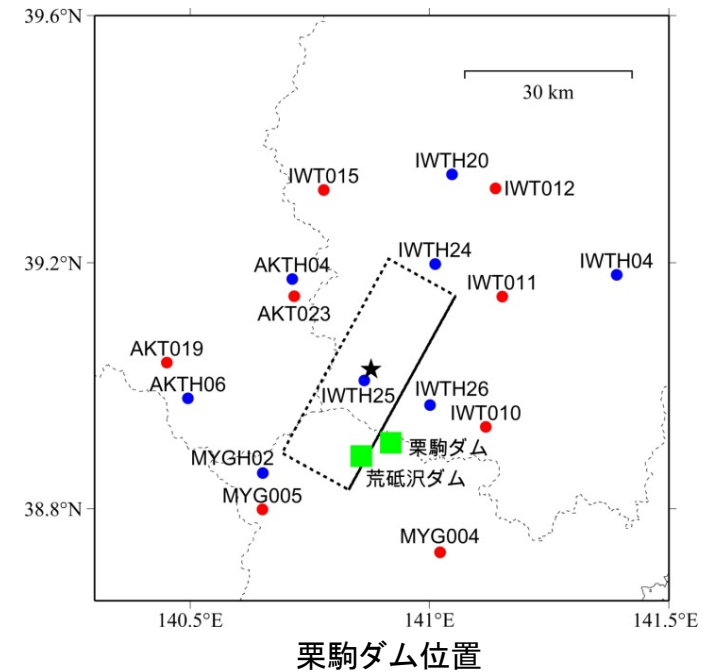 39.6°N
30 km
IWTH20
IWT015
IWT012
IWTH24
IWTH04
39.2°N
AKTH04
IWT011
AKT023
AKT019
AKTH06
IWTH25
IWTH26
IWT010
栗駒ダム
MYGH02
荒砥沢ダム
MYG005
38.8°N
MYG004
140.5°E
141°E
141.5°E
栗駒ダム位置